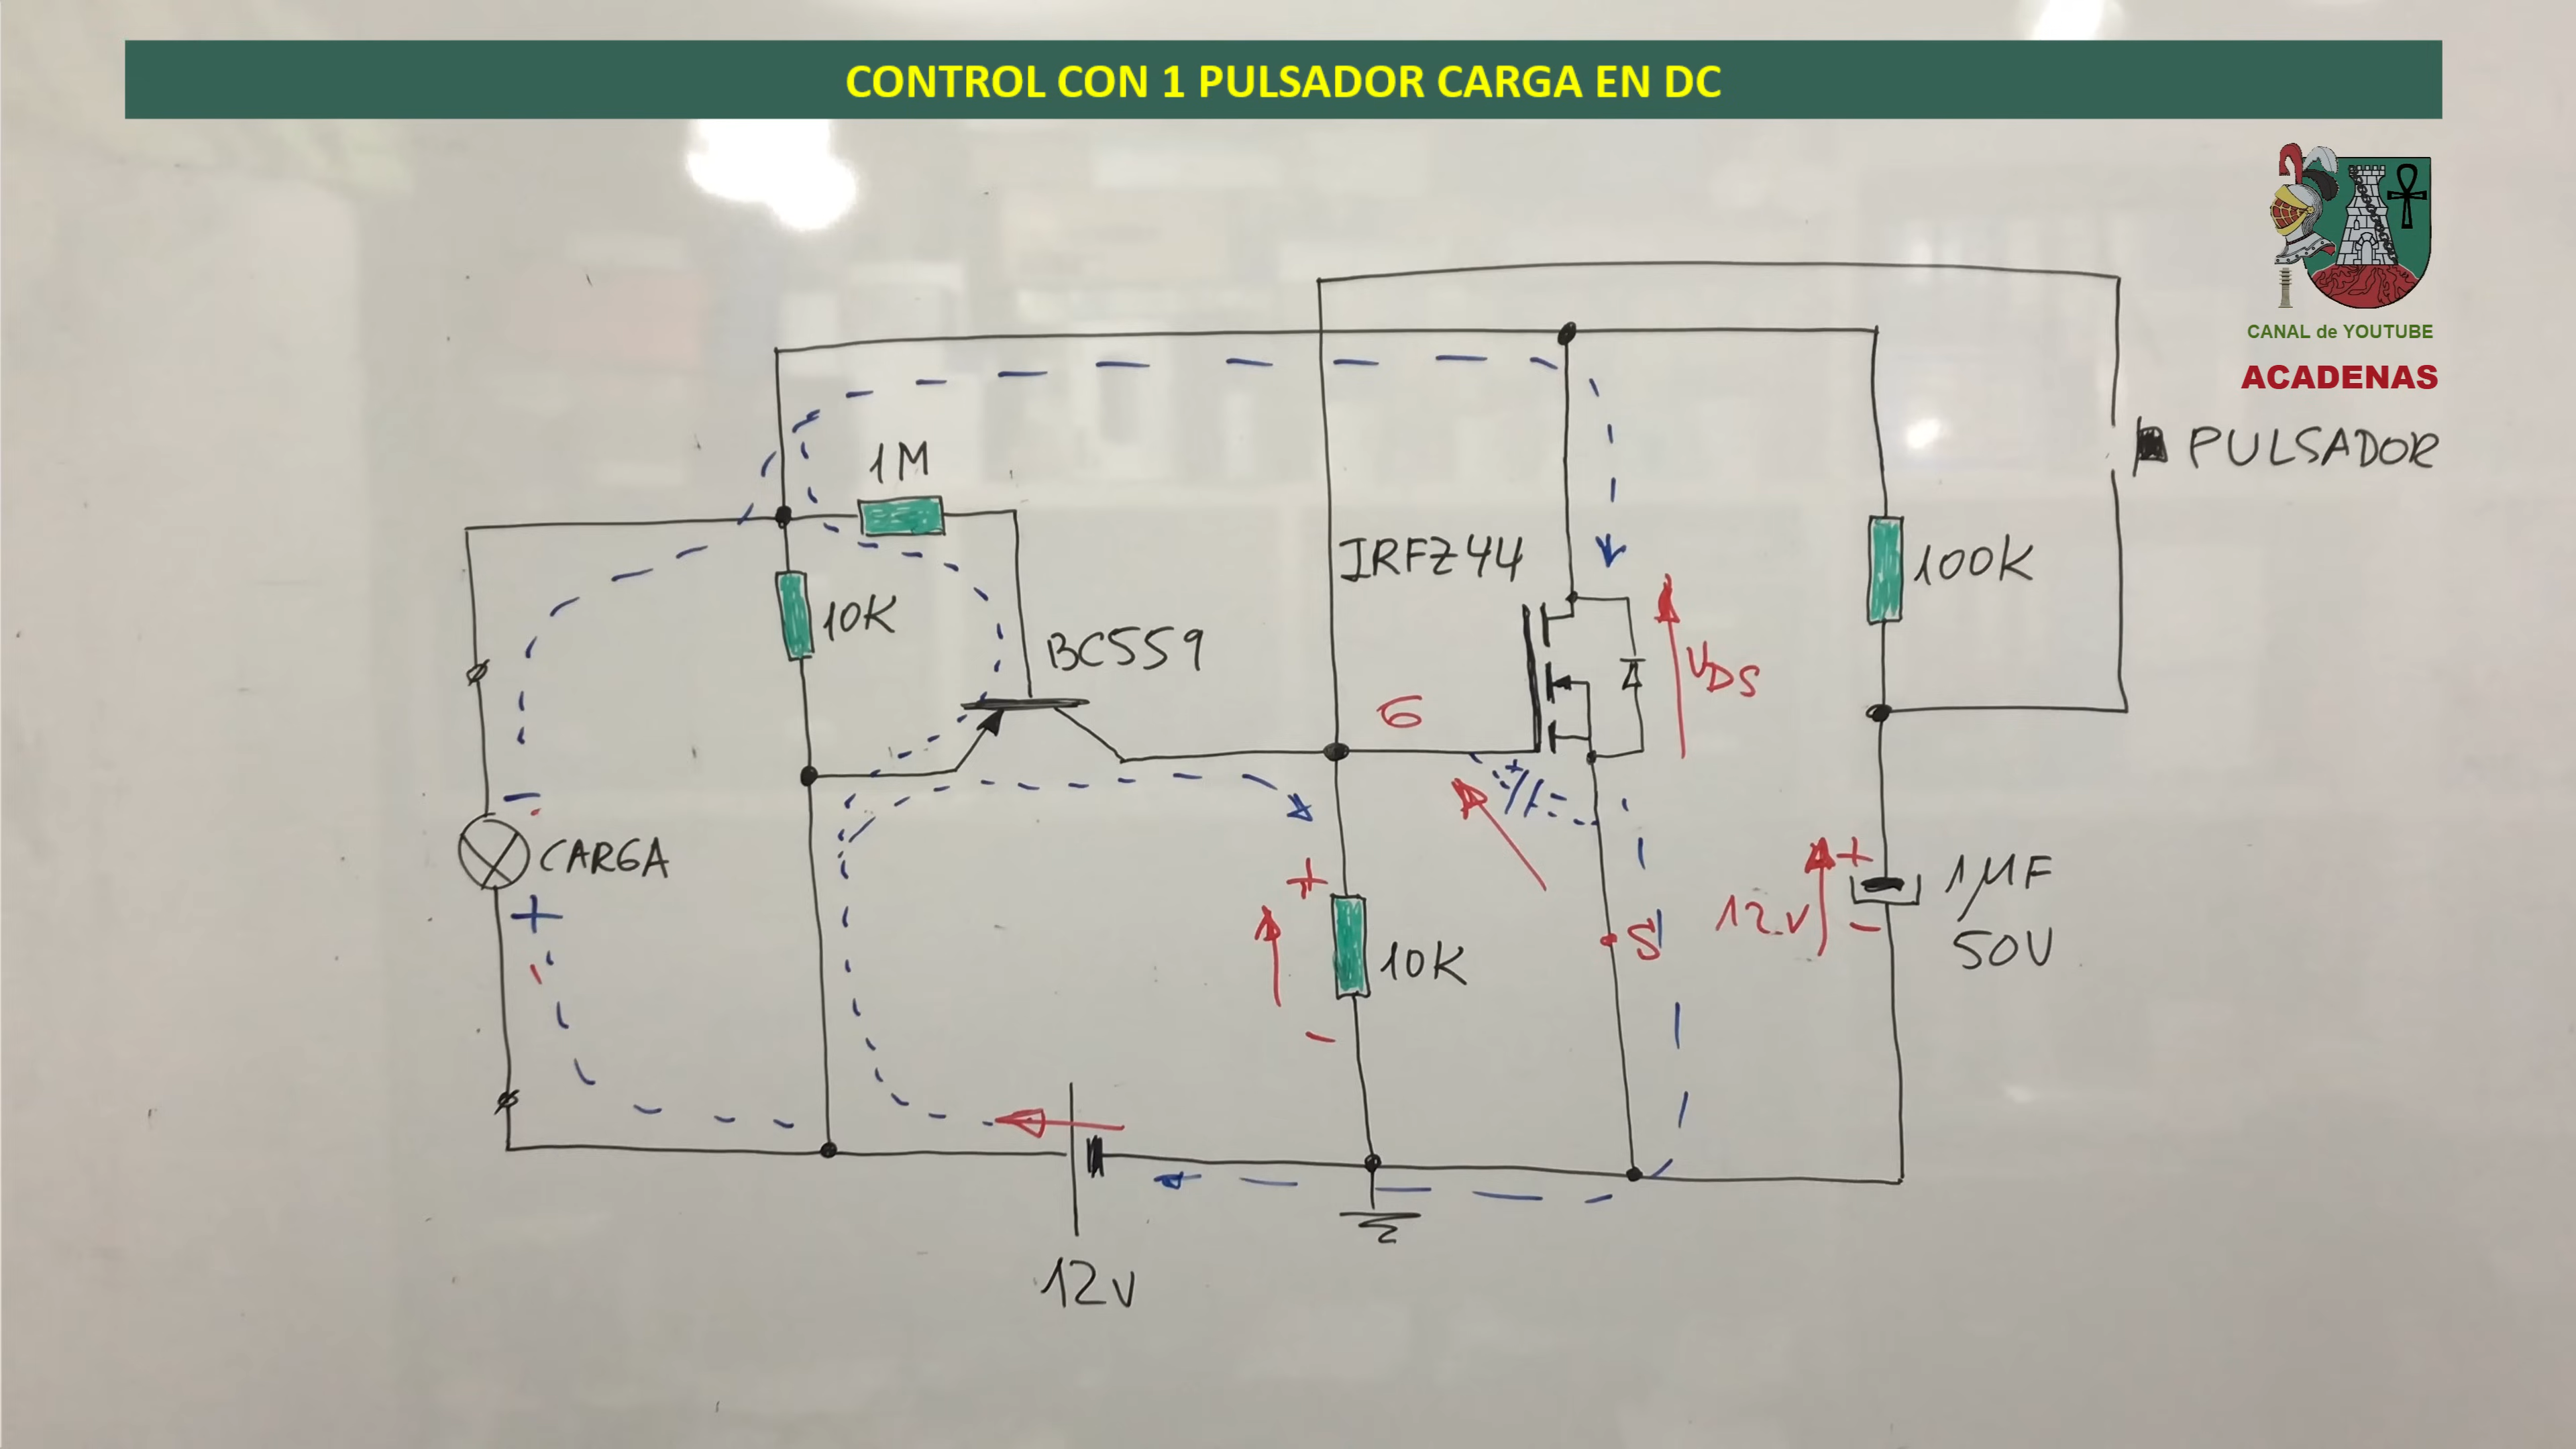 CONTROL CON 1 PULSADOR CARGA EN DC
CANAL de YOUTUBE
ACADENAS
PULSADOR
1M
IRFZ44
100K
10K
BC559
VDS
G
CARGA
+
-
+
-
+
10K
S
12v
+
-
1µF
50V
12v